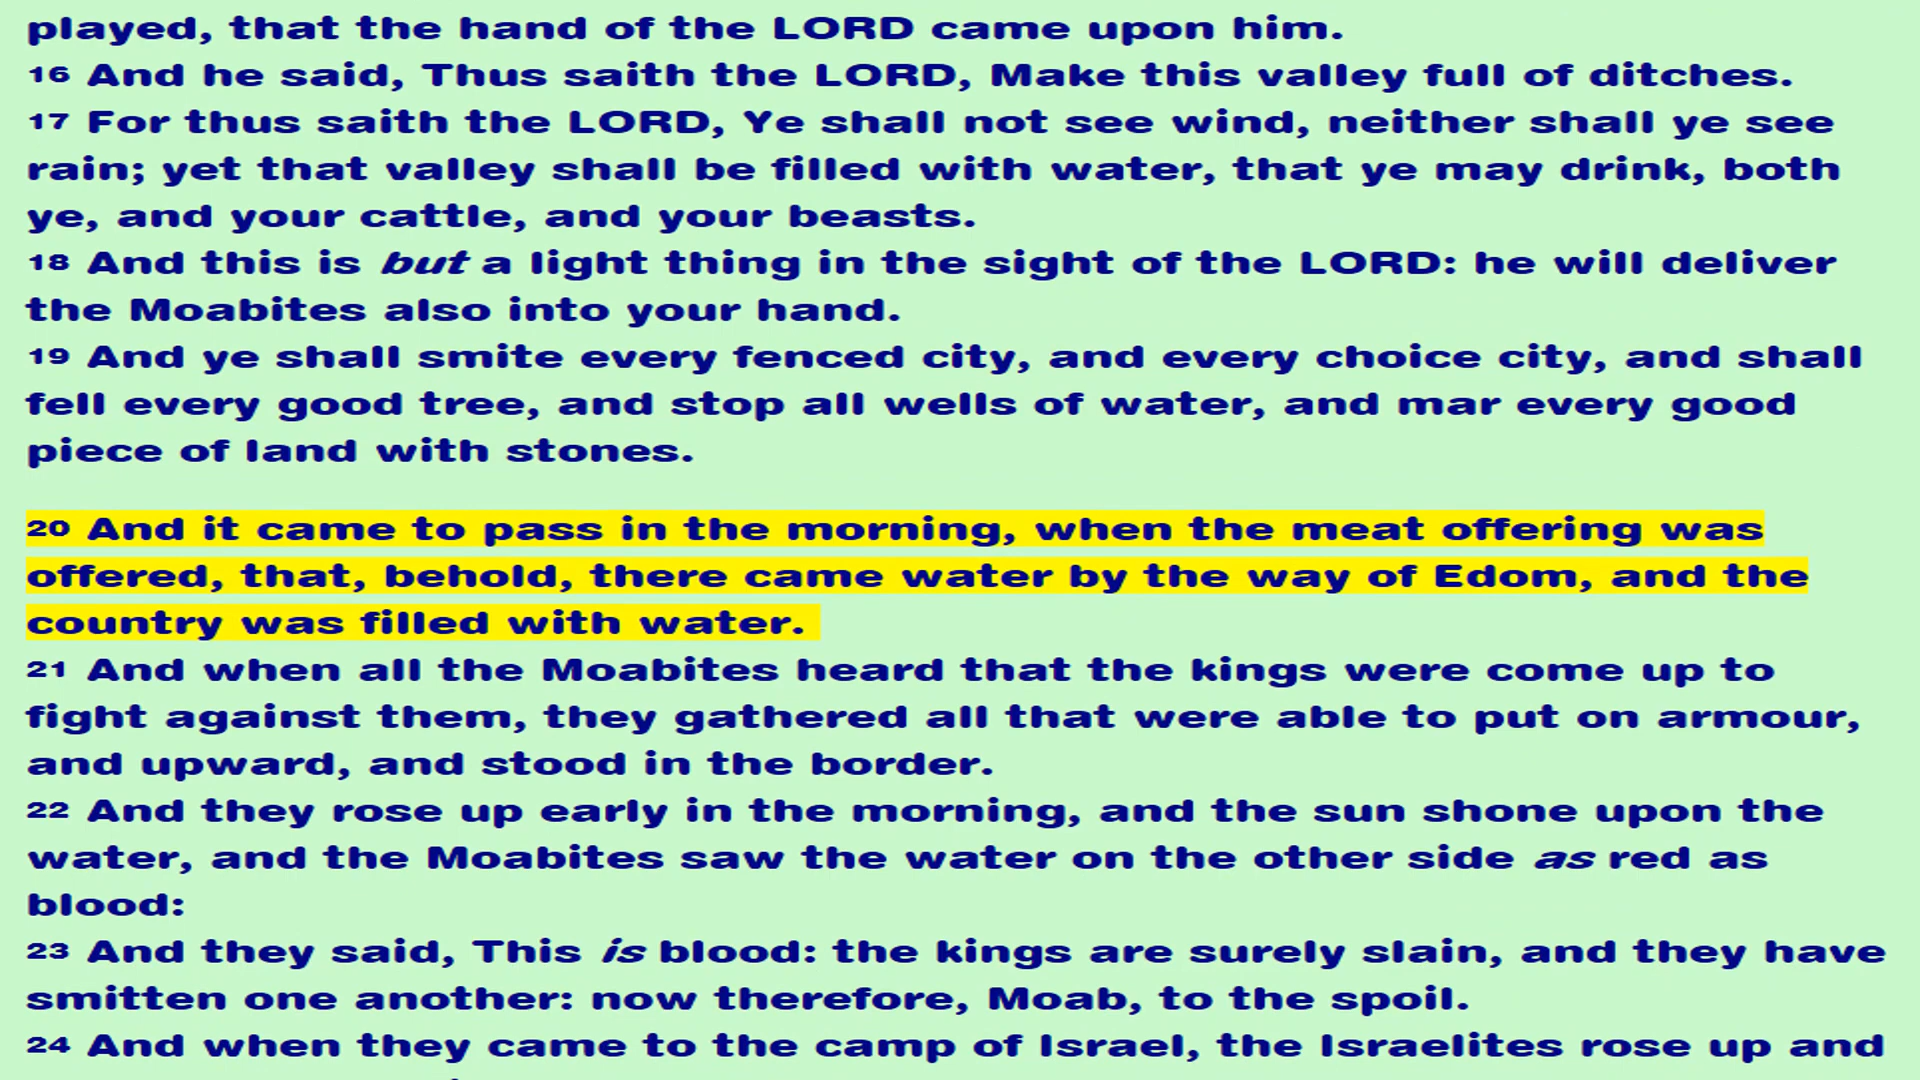 played, that the hand of the LORD came upon him.
16 And he said, Thus saith the LORD, Make this valley full of ditches.
17 For thus saith the LORD, Ye shall not see wind, neither shall ye see
rain; yet that valley shall be filled with water, that ye may drink, both
ye, and your cattle, and your beasts.
18 And this is but a light thing in the sight of the LORD: he will deliver
the Moabites also into your hand.
19 And ye shall smite every fenced city, and every choice city, and shall
fell every good tree, and stop all wells of water, and mar every good
piece of land with stones.
20 And it came to pass in the morning, when the meat offering was
offered, that, behold, there came water by the way of Edom, and the
country was filled with water.
21 And when all the Moabites heard that the kings were come up to
fight against them, they gathered all that were able to put on armour,
and upward, and stood in the border.
22 And they rose up early in the morning, and the sun shone upon the
water, and the Moabites saw the water on the other side as red as
blood:
23 And they said, This is blood: the kings are surely slain, and they have
smitten one another: now therefore, Moab, to the spoil.
24 And when they came to the camp of Israel, the Israelites rose up and